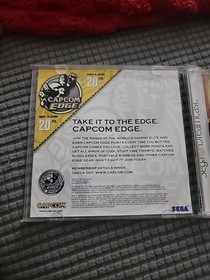 CAPCOM
EDGE
20
20
TAKE IT TO THE EDGE.
CAPCOM EDGE.
JOIN THE RANKS OF THE WORLD'S GAMING ELITE AND
EARN CAPCOM EDGE POINTS EVERY TIME YOU BUY THE
CAPCOM GAMES YOU LOVE. COLLECT MORE POINTS AND
GET ALL KINDS OF COOL STUFF LIKE T-SHIRTS, WATCHES,
SUNGLASSES, PORTABLE STEREOS AND OTHER CAPCOM
EDGE GEAR. DON'T WAIT. JOIN TODAY!
MEMBERSHIP DETAILS INSIDE.
CHECK OUT: WWW.CAPCOM.COM
CAPCOM
SEGA